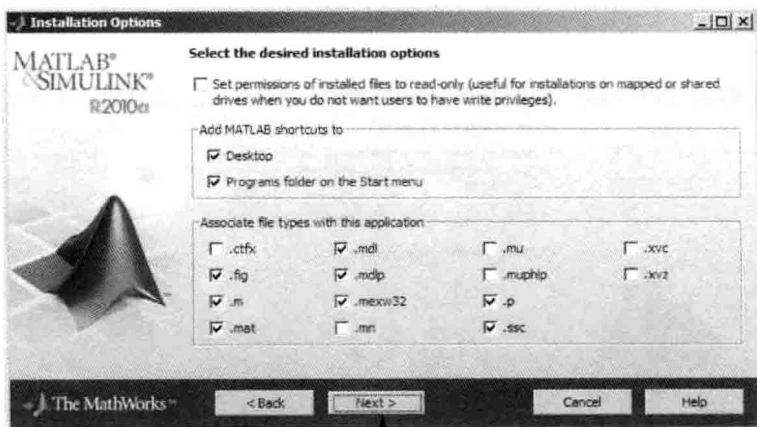 Installation Options
MATLAB®
&SIMULINK®
R2010a
Select the desired installation options
Set permissions of installed files to read-only (useful for installations on mapped or shared
drives when you do not want users to have write privileges).
Add MATLAB shortcuts to
Desktop
Programs folder on the Start menu
Associate file types with this application
.ctfx .mdl .mu .xvc
.fig .mdlp .muphlp .xvz
.m .mexw32 .p
.mat .mn .ssc
The MathWorks™
< Back Next > Cancel Help